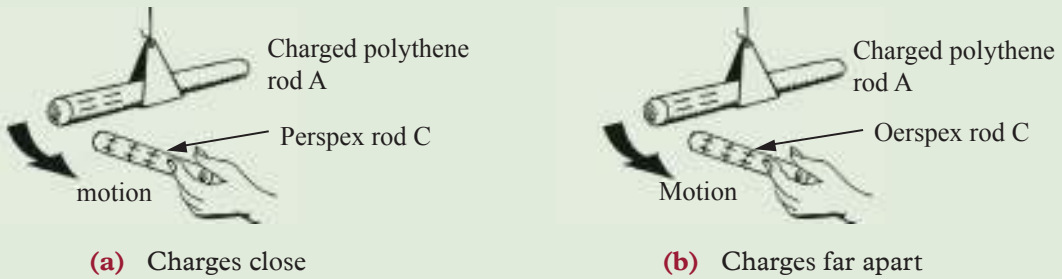 Charged polythene
rod A
Perspex rod C
motion
(a) Charges close
Charged polythene
rod A
Oerspex rod C
Motion
(b) Charges far apart